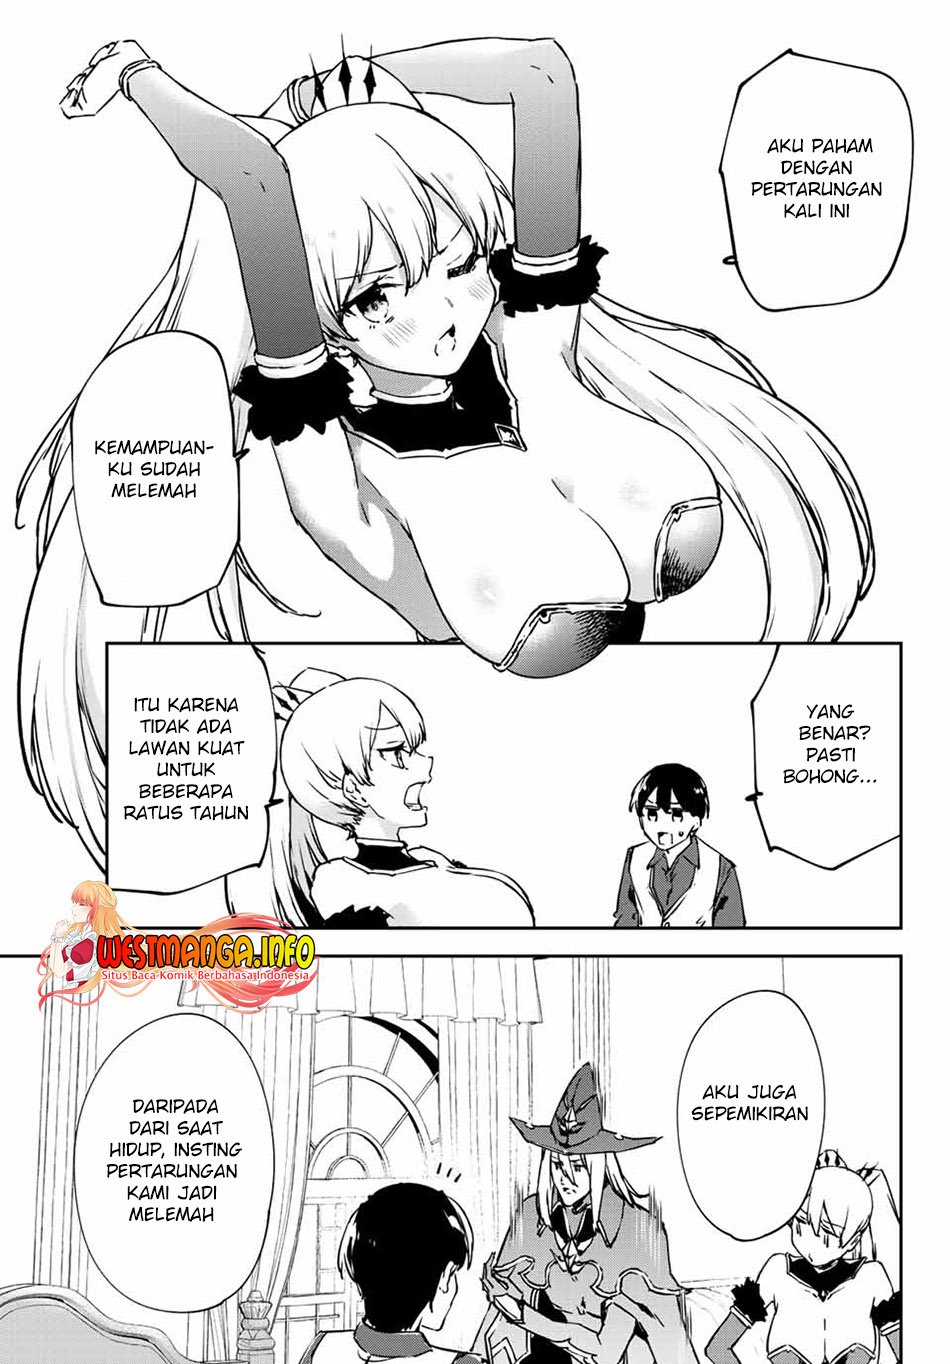 AKU PAHAM
DENGAN
PERTARUNGAN
KALI INI
KEMAMPUAN-
KU SUDAH
MELEMAH
YANG
BENAR?
PASTI
BOHONG...
ITU KARENA
TIDAK ADA
LAWAN KUAT
UNTUK
BEBERAPA
RATUS TAHUN
WESTMANGA.INFO
Situs Baca Komik Berbahasa Indonesia
AKU JUGA
SEPEMIKIRAN
DARIPADA
DARI SAAT
HIDUP, INSTING
PERTARUNGAN
KAMI JADI
MELEMAH